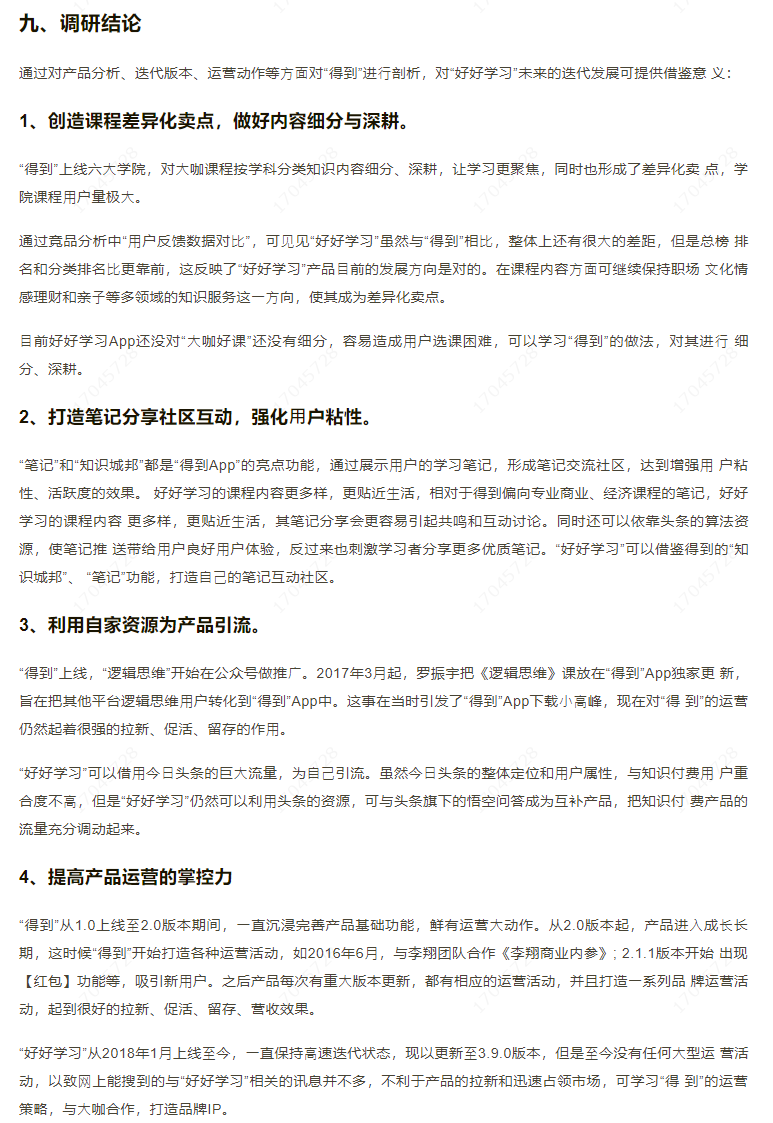 九、调研结论
通过对产品分析、迭代版本、运营动作等方面对“得到”进行剖析，对“好好学习”未来的迭代发展可提供借鉴意 义：
1、创造课程差异化卖点，做好内容细分与深耕。
“得到”上线六大学院，对大咖课程按学科分类知识内容细分、深耕，让学习更聚焦，同时也形成了差异化卖 点，学
院课程用户量极大。
通过竞品分析中“用户反馈数据对比”，可见见“好好学习”虽然与“得到”相比，整体上还有很大的差距，但是总榜 排
名和分类排名比更靠前，这反映了“好好学习”产品目前的发展方向是对的。在课程内容方面可继续保持职场 文化情
感理财和亲子等多领域的知识服务这一方向，使其成为差异化卖点。
目前好好学习App还没对“大咖好课”还没有细分，容易造成用户选课困难，可以学习“得到”的做法，对其进行 细
分、深耕。
2、打造笔记分享社区互动，强化用户粘性。
“笔记”和“知识城邦”都是“得到App”的亮点功能，通过展示用户的学习笔记，形成笔记交流社区，达到增强用 户粘
性、活跃度的效果。 好好学习的课程内容更多样，更贴近生活，相对于得到偏向专业商业、经济课程的笔记，好好
学习的课程内容 更多样，更贴近生活，其笔记分享会更容易引起共鸣和互动讨论。同时还可以依靠头条的算法资
源，使笔记推 送带给用户良好用户体验，反过来也刺激学习者分享更多优质笔记。“好好学习”可以借鉴得到的“知
识城邦”、 “笔记”功能，打造自己的笔记互动社区。
3、利用自家资源为产品引流。
“得到”上线，“逻辑思维”开始在公众号做推广。2017年3月起，罗振宇把《逻辑思维》课放在“得到”App独家更 新，
旨在把其他平台逻辑思维用户转化到“得到”App中。这事在当时引发了“得到”App下载小高峰，现在对“得 到”的运营
仍然起着很强的拉新、促活、留存的作用。
“好好学习”可以借用今日头条的巨大流量，为自己引流。虽然今日头条的整体定位和用户属性，与知识付费用 户重
合度不高，但是“好好学习”仍然可以利用头条的资源，可与头条旗下的悟空问答成为互补产品，把知识付 费产品的
流量充分调动起来。
4、提高产品运营的掌控力
“得到”从1.0上线至2.0版本期间，一直沉浸完善产品基础功能，鲜有运营大动作。从2.0版本起，产品进入成长长
期，这时候“得到”开始打造各种运营活动，如2016年6月，与李翔团队合作《李翔商业内参》; 2.1.1版本开始 出现
【红包】功能等，吸引新用户。之后产品每次有重大版本更新，都有相应的运营活动，并且打造一系列品 牌运营活
动，起到很好的拉新、促活、留存、营收效果。
“好好学习”从2018年1月上线至今，一直保持高速迭代状态，现以更新至3.9.0版本，但是至今没有任何大型运 营活
动，以致网上能搜到的与“好好学习”相关的讯息并不多，不利于产品的拉新和迅速占领市场，可学习“得 到”的运营
策略，与大咖合作，打造品牌IP。
17045728